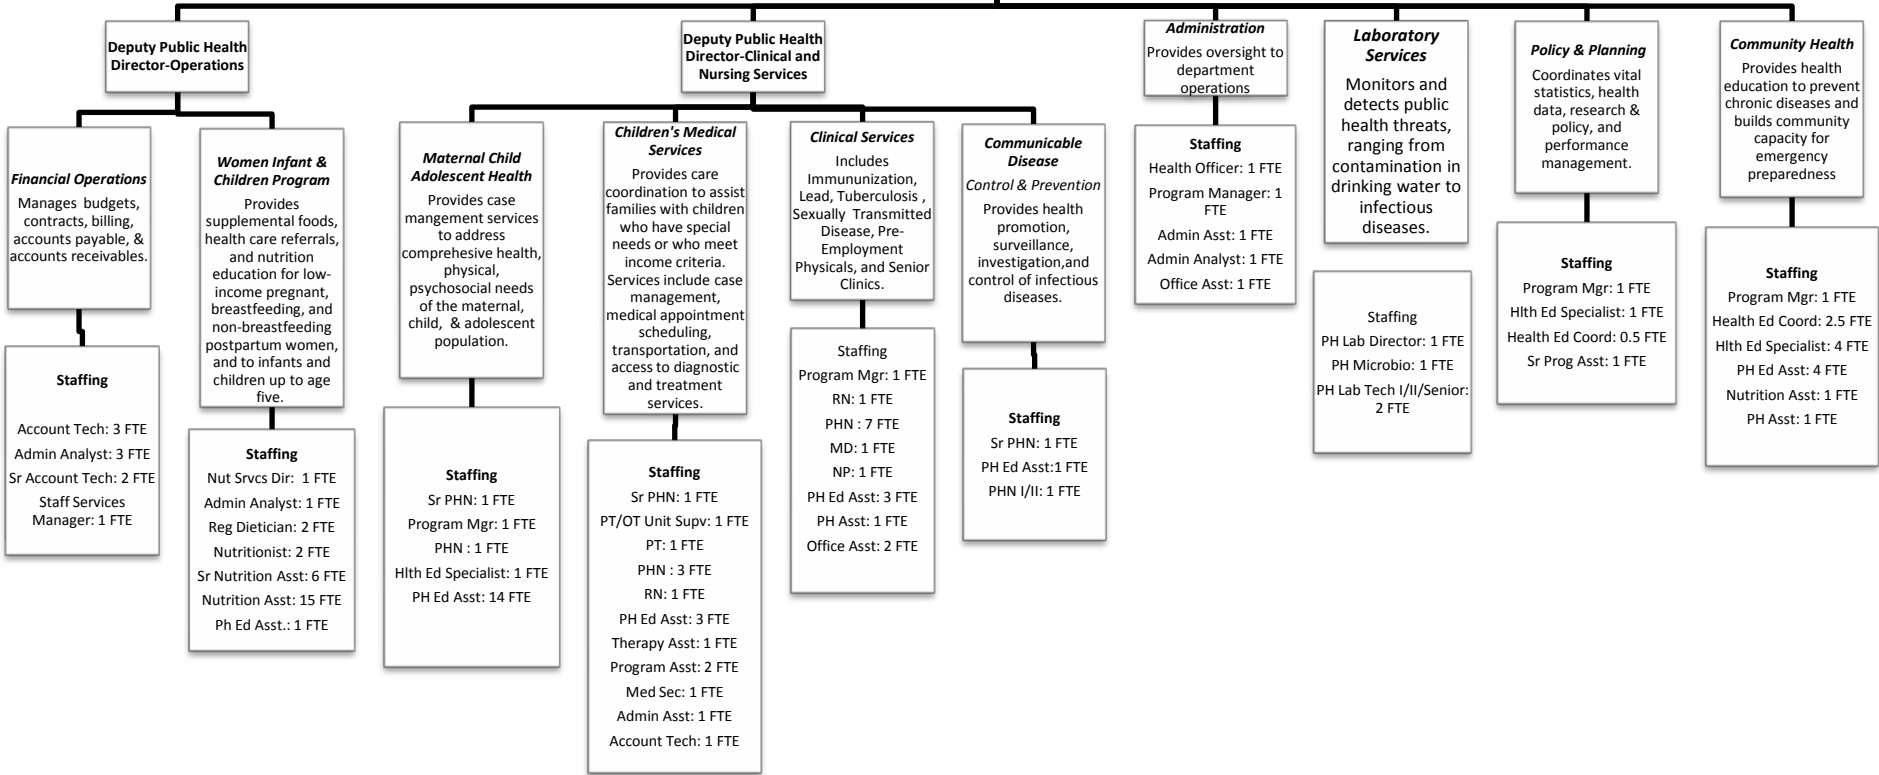 Deputy Public Health
Director-Operations
Deputy Public Health
Director-Clinical and
Nursing Services
Administration
Provides oversight to
department
operations
Laboratory
Services
Monitors and
detects public
health threats,
ranging from
contamination in
drinking water to
infectious
diseases.
Policy & Planning
Coordinates vital
statistics, health
data, research &
policy, and
performance
management.
Community Health
Provides health
education to prevent
chronic diseases and
builds community
capacity for
emergency
preparedness
Financial Operations
Manages budgets,
contracts, billing,
accounts payable, &
accounts receivables.
Women Infant &
Children Program
Provides
supplemental foods,
health care referrals,
and nutrition
education for low-
income pregnant,
breastfeeding, and
non-breastfeeding
postpartum women,
and to infants and
children up to age
five.
Maternal Child
Adolescent Health
Provides case
mangement services
to address
comprehesive health,
physical,
psychosocial needs
of the maternal,
child, & adolescent
population.
Children's Medical
Services
Provides care
coordination to assist
families with children
who have special
needs or who meet
income criteria.
Services include case
management,
medical appointment
scheduling,
transportation, and
access to diagnostic
and treatment
services.
Clinical Services
Includes
Immununization,
Lead, Tuberculosis ,
Sexually Transmitted
Disease, Pre-
Employment
Physicals, and Senior
Clinics.
Communicable
Disease
Control & Prevention
Provides health
promotion,
surveillance,
investigation,and
control of infectious
diseases.
Staffing
Health Officer: 1 FTE
Program Manager: 1
FTE
Admin Asst: 1 FTE
Admin Analyst: 1 FTE
Office Asst: 1 FTE
Staffing
PH Lab Director: 1 FTE
PH Microbio: 1 FTE
PH Lab Tech I/II/Senior:
2 FTE
Staffing
Program Mgr: 1 FTE
Hlth Ed Specialist: 1 FTE
Health Ed Coord: 0.5 FTE
Sr Prog Asst: 1 FTE
Staffing
Program Mgr: 1 FTE
Health Ed Coord: 2.5 FTE
Hlth Ed Specialist: 4 FTE
PH Ed Asst: 4 FTE
Nutrition Asst: 1 FTE
PH Asst: 1 FTE
Staffing
Account Tech: 3 FTE
Admin Analyst: 3 FTE
Sr Account Tech: 2 FTE
Staff Services
Manager: 1 FTE
Staffing
Nut Srvcs Dir: 1 FTE
Admin Analyst: 1 FTE
Reg Dietician: 2 FTE
Nutritionist: 2 FTE
Sr Nutrition Asst: 6 FTE
Nutrition Asst: 15 FTE
Ph Ed Asst.: 1 FTE
Staffing
Sr PHN: 1 FTE
Program Mgr: 1 FTE
PHN : 1 FTE
Hlth Ed Specialist: 1 FTE
PH Ed Asst: 14 FTE
Staffing
Sr PHN: 1 FTE
PT/OT Unit Supv: 1 FTE
PT: 1 FTE
PHN : 3 FTE
RN: 1 FTE
PH Ed Asst: 3 FTE
Therapy Asst: 1 FTE
Program Asst: 2 FTE
Med Sec: 1 FTE
Admin Asst: 1 FTE
Account Tech: 1 FTE
Staffing
Program Mgr: 1 FTE
RN: 1 FTE
PHN : 7 FTE
MD: 1 FTE
NP: 1 FTE
PH Ed Asst: 3 FTE
PH Asst: 1 FTE
Office Asst: 2 FTE
Staffing
Sr PHN: 1 FTE
PH Ed Asst:1 FTE
PHN I/II: 1 FTE